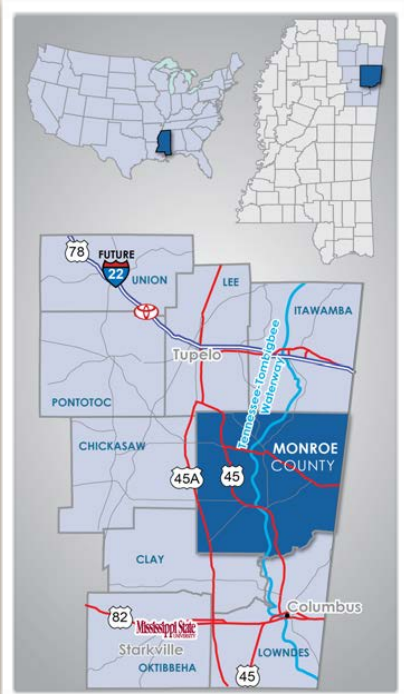 78
FUTURE
22
UNION
LEE
ITAWAMBA
Tupelo
Tennessee-Tombigbee
Waterway
PONTOTOC
CHICKASAW
MONROE
COUNTY
45A
45
CLAY
Columbus
82
Mississippi State
UNIVERSITY
Starkville
OKTIBBEHA
LOWNDES
45